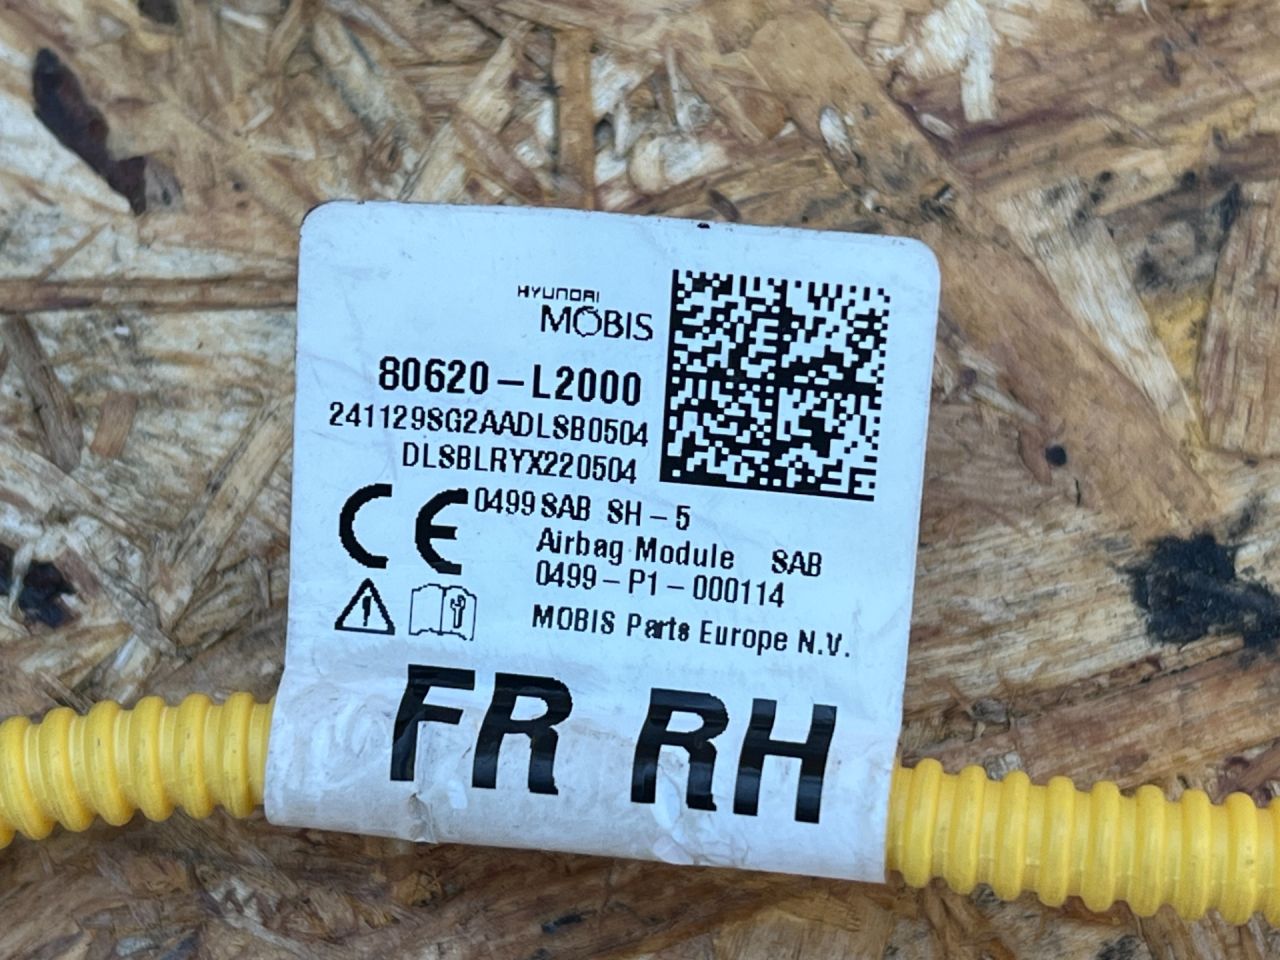 HYUNDAI
MOBIS
80620-L2000
241129SG2AADLSB0504
DLSBLRYX220504
CE 0499 SAB SH-5
Airbag Module SAB
0499-P1-000114
MOBIS Parts Europe N.V.
FR RH